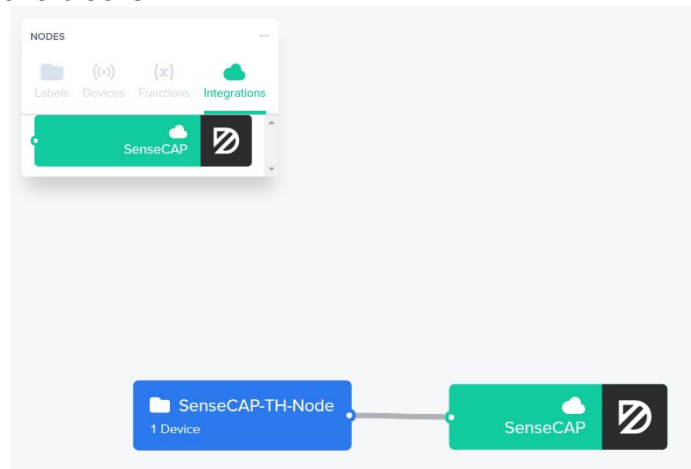 NODES
Labels Devices Functions Integrations
SenseCAP
SenseCAP-TH-Node
1 Device
SenseCAP